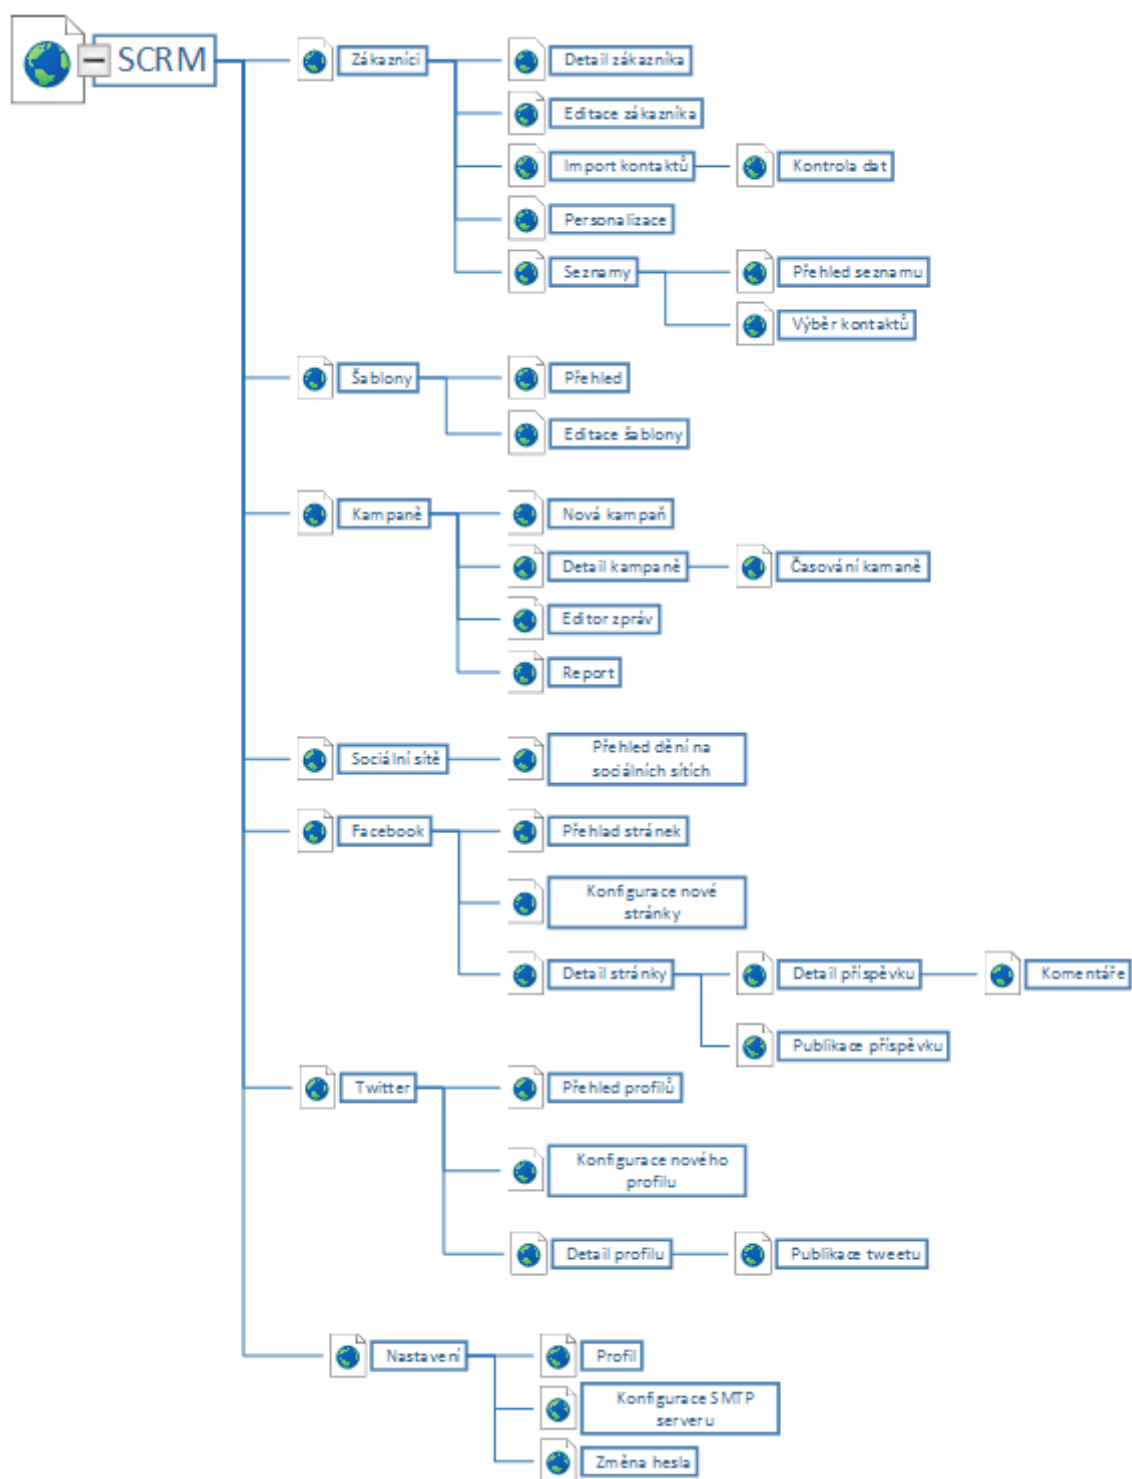 SCRM
Zákazníci
Detail zákazníka
Editace zákazníka
Import kontaktů
Kontrola dat
Personalizace
Seznamy
Přehled seznamu
Výběr kontaktů
Šablony
Přehled
Editace šablony
Kampaně
Nová kampaň
Detail kampaně
Časování kamaně
Editor zpráv
Report
Sociální sítě
Přehled dění na
sociálních sítích
Facebook
Přehlad stránek
Konfigurace nové
stránky
Detail stránky
Detail příspěvku
Komentáře
Publikace příspěvku
Twitter
Přehled profilů
Konfigurace nového
profilu
Detail profilu
Publikace tweetu
Nastavení
Profil
Konfigurace SMTP
serveru
Změna hesla